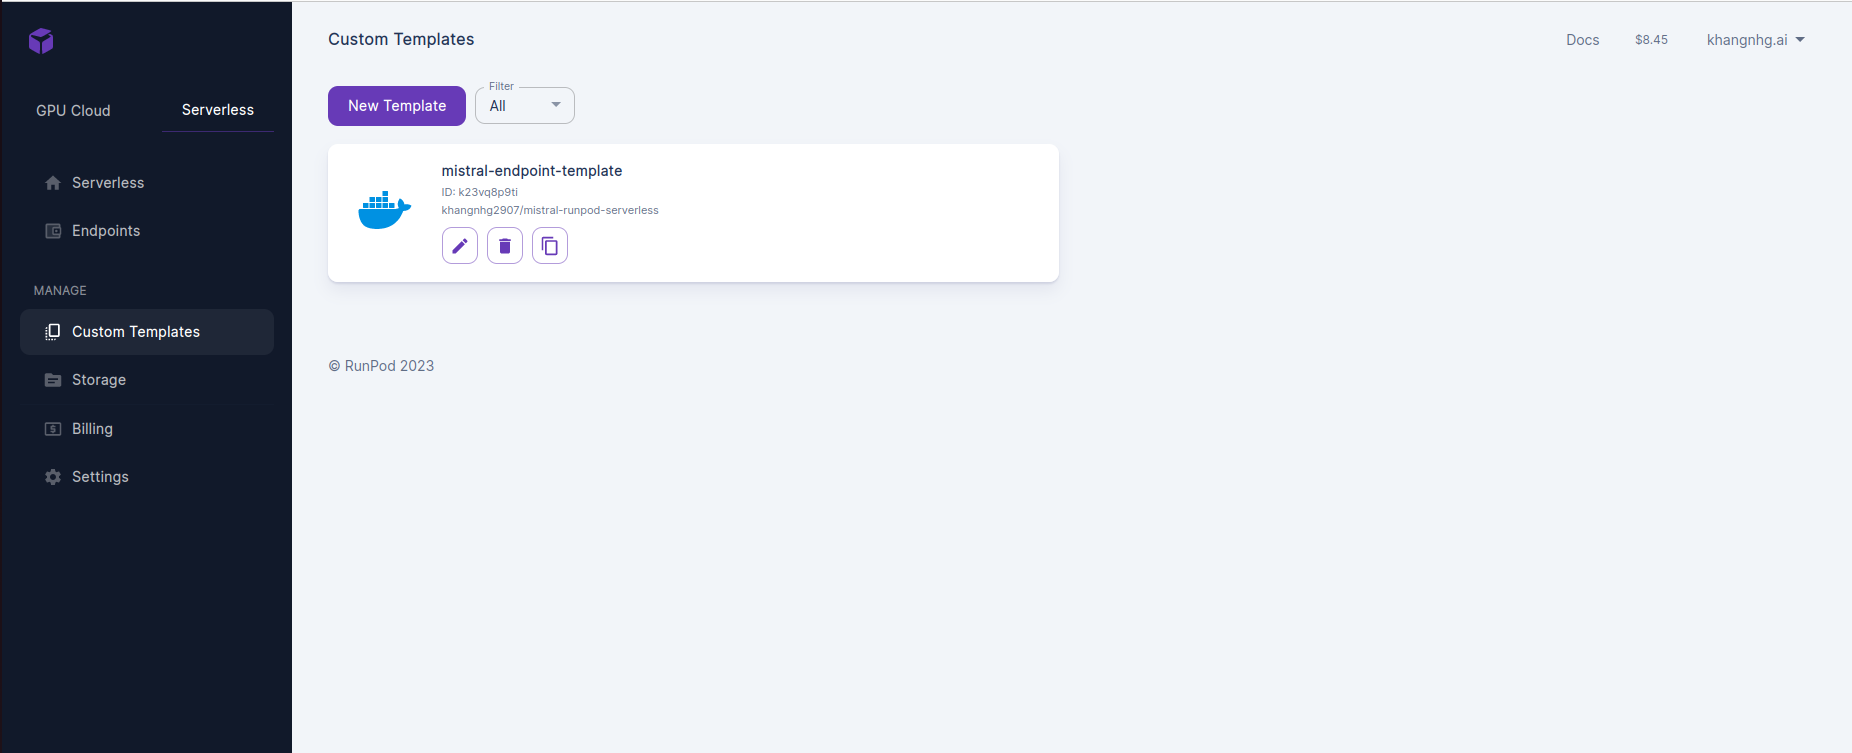 Custom Templates
Docs
$8.45
khangnhg.ai
GPU Cloud
Serverless
Serverless
Endpoints
MANAGE
Custom Templates
Storage
Billing
Settings
New Template
Filter
All
mistral-endpoint-template
ID: k23vq8p9ti
khangnhg2907/mistral-runpod-serverless
© RunPod 2023